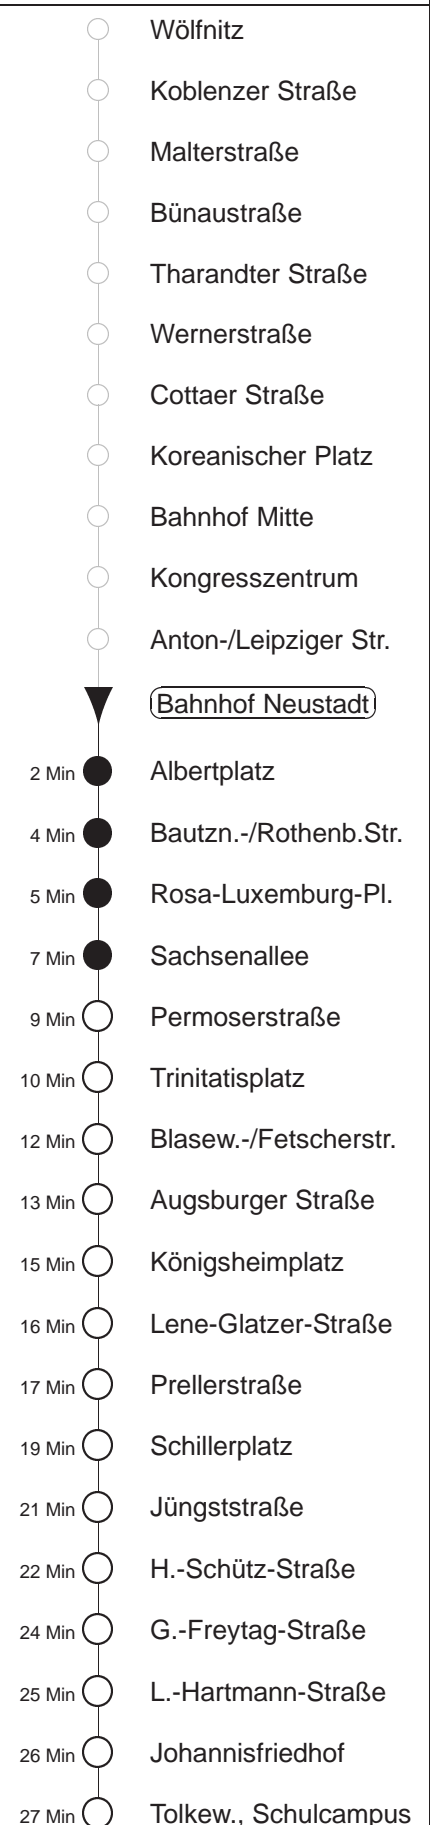 Wölfnitz
Koblenzer Straße
Malterstraße
Bünaustraße
Tharandter Straße
Wernerstraße
Cottaer Straße
Koreanischer Platz
Bahnhof Mitte
Kongresszentrum
Anton-/Leipziger Str.
Bahnhof Neustadt
2 Min Albertplatz
4 Min Bautzn.-/Rothenb.Str.
5 Min Rosa-Luxemburg-Pl.
7 Min Sachsenallee
9 Min Permoserstraße
10 Min Trinitatisplatz
12 Min Blasew.-/Fetscherstr.
13 Min Augsburger Straße
15 Min Königsheimplatz
16 Min Lene-Glatzer-Straße
17 Min Prellerstraße
19 Min Schillerplatz
21 Min Jüngststraße
22 Min H.-Schütz-Straße
24 Min G.-Freytag-Straße
25 Min L.-Hartmann-Straße
26 Min Johannisfriedhof
27 Min Tolkew., Schulcampus